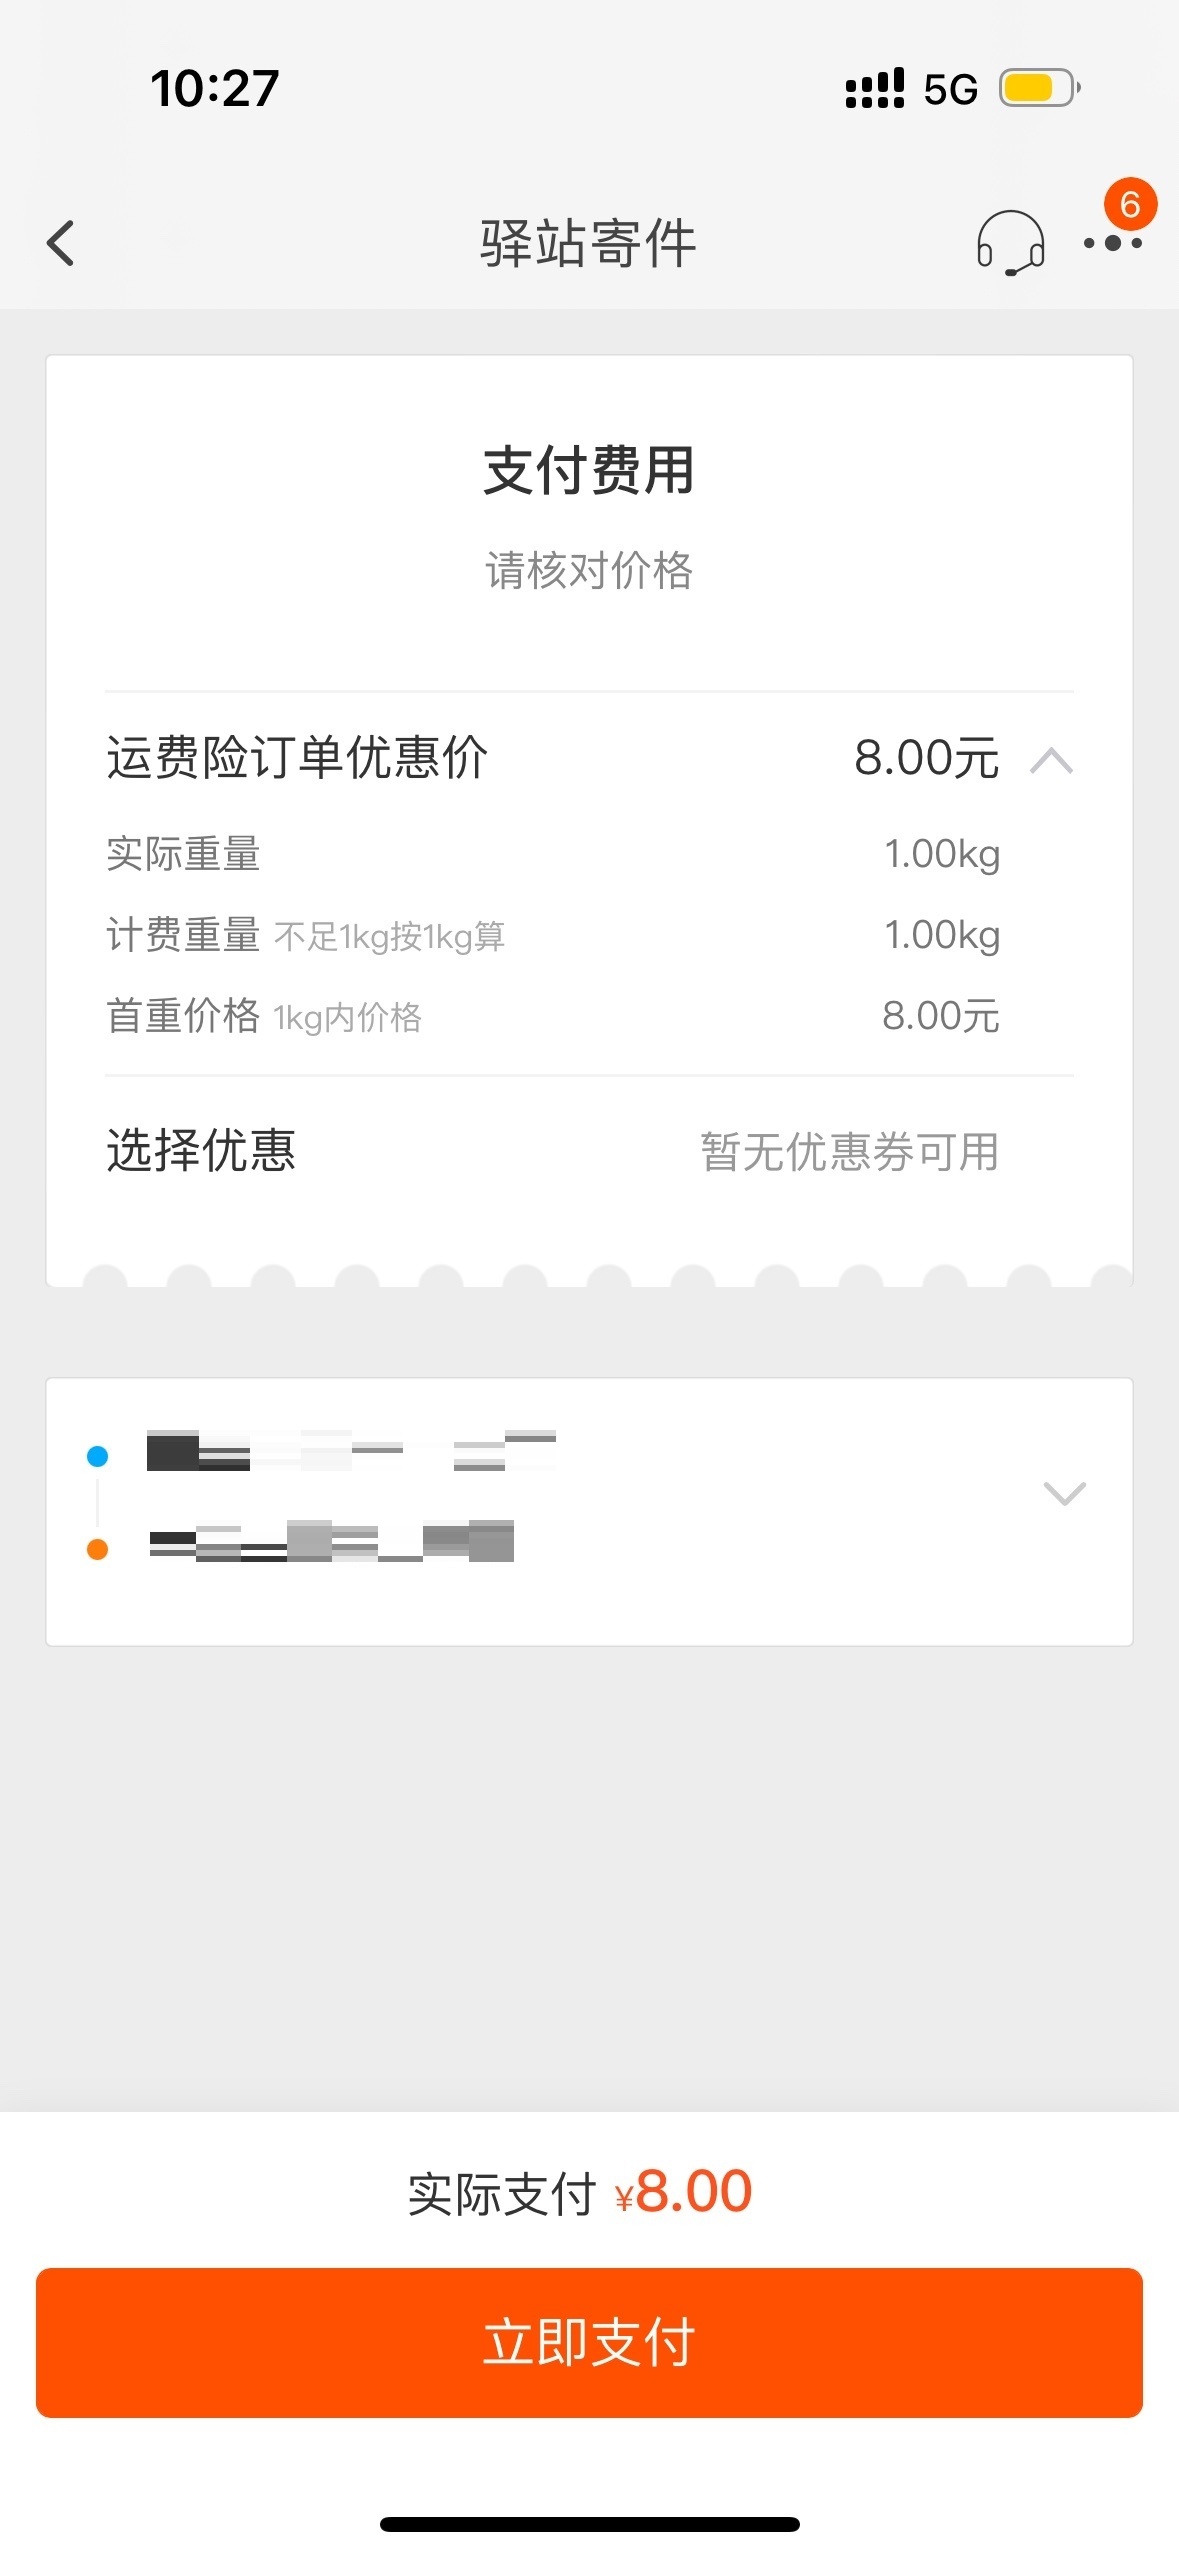 10:27 5G
6
驿站寄件
支付费用
请核对价格
运费险订单优惠价 8.00元
实际重量 1.00kg
计费重量 不足1kg按1kg算 1.00kg
首重价格 1kg内价格 8.00元
选择优惠 暂无优惠券可用
实际支付 ¥8.00
立即支付